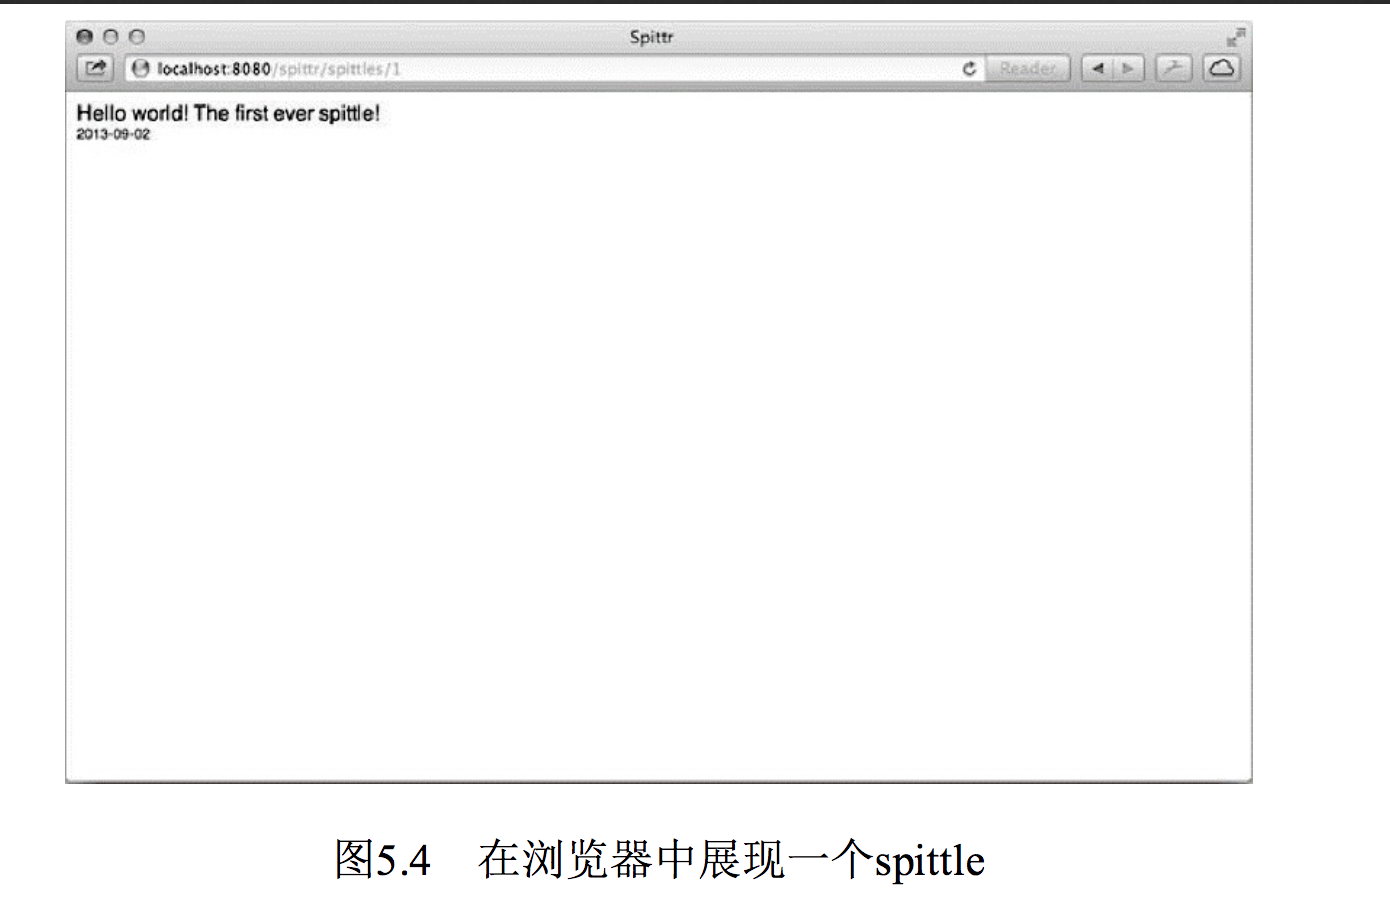 Spittr
localhost:8080/spittr/spittles/1
Reader
Hello world! The first ever spittle!
2013-09-02
图5.4 在浏览器中展现一个spittle